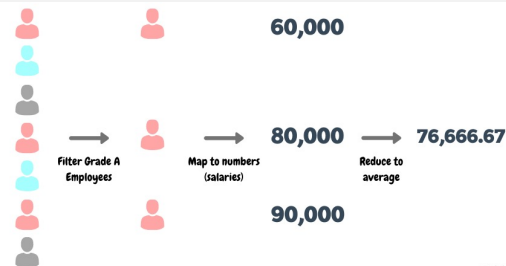 60,000
80,000
76,666.67
Filter Grade A
Employees
Map to numbers
(salaries)
Reduce to
average
90,000